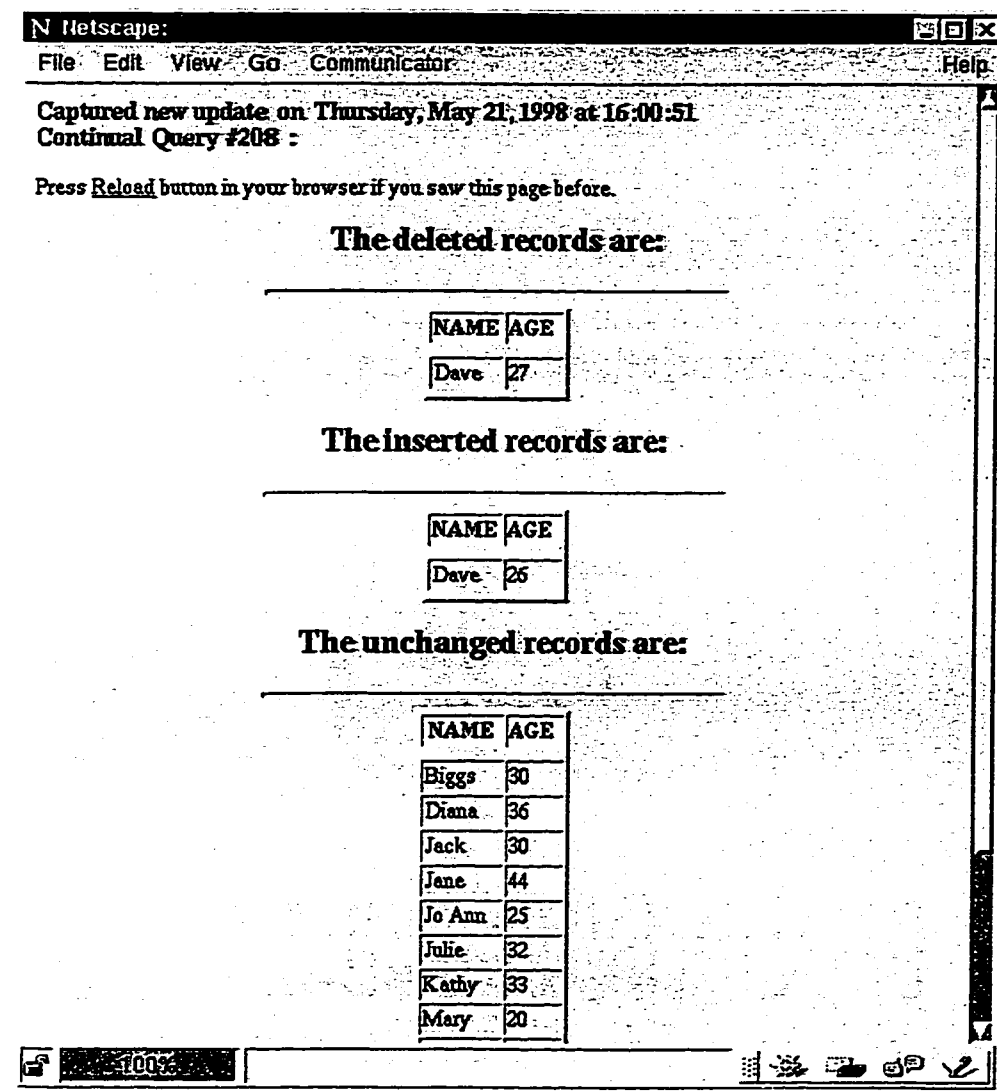 N Netscape:
File Edit View Go Communicator Help
Captured new update on Thursday, May 21, 1998 at 16:00:51
Continual Query #208 :
Press Reload button in your browser if you saw this page before.
The deleted records are:
NAME AGE
Dave 27
The inserted records are:
NAME AGE
Dave 26
The unchanged records are:
NAME AGE
Biggs 30
Diana 36
Jack 30
Jane 44
Jo Ann 25
Julie 32
Kathy 33
Mary 20
100%